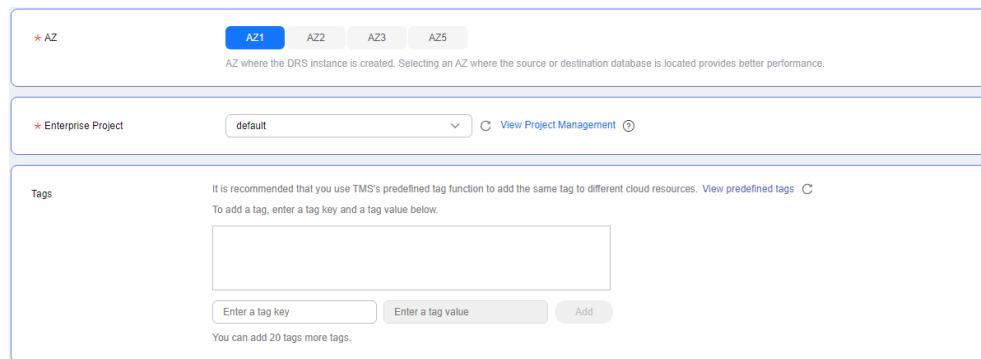 * AZ
AZ1 AZ2 AZ3 AZ5
AZ where the DRS instance is created. Selecting an AZ where the source or destination database is located provides better performance.
* Enterprise Project
default
View Project Management ?
Tags
It is recommended that you use TMS's predefined tag function to add the same tag to different cloud resources. View predefined tags
To add a tag, enter a tag key and a tag value below.
Enter a tag key
Enter a tag value
Add
You can add 20 tags more tags.